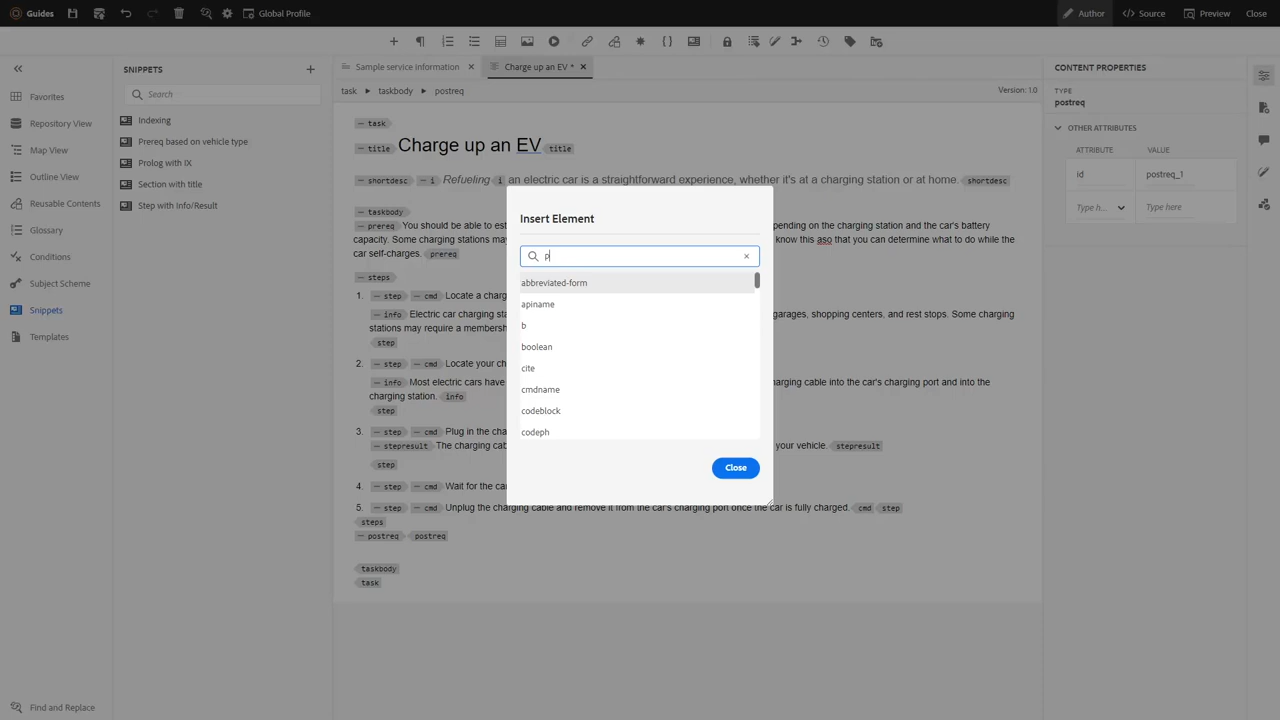 Guides
Global Profile
Author
Source
Preview
Close
SNIPPETS
Sample service information
Charge up an EV *
CONTENT PROPERTIES
Favorites
Repository View
Map View
Outline View
Reusable Contents
Glossary
Conditions
Subject Scheme
Snippets
Templates
Find and Replace
Search
Indexing
Prereq based on vehicle type
Prolog with IX
Section with title
Step with Info/Result
task taskbody postreq
Version: 1.0
task
title Charge up an EV title
shortdesc i Refueling i an electric car is a straightforward experience, whether it's at a charging station or at home. shortdesc
taskbody
prereq You should be able to est pending on the charging station and the car's battery
capacity. Some charging stations may know this aso that you can determine what to do while the
car self-charges. prereq
steps
1. step cmd Locate a charg
info Electric car charging sta garages, shopping centers, and rest stops. Some charging
stations may require a membersh
step
2. step cmd Locate your ch
info Most electric cars have harging cable into the car's charging port and into the
charging station. info
step
3. step cmd Plug in the cha
stepresult The charging cab your vehicle. stepresult
step
4. step cmd Wait for the ca
5. step cmd Unplug the charging cable and remove it from the car's charging port once the car is fully charged. cmd step
steps
postreq postreq
taskbody
task
Insert Element
p
abbreviated-form
apiname
b
boolean
cite
cmdname
codeblock
codeph
Close
TYPE
postreq
OTHER ATTRIBUTES
ATTRIBUTE VALUE
id postreq_1
Type h... Type here